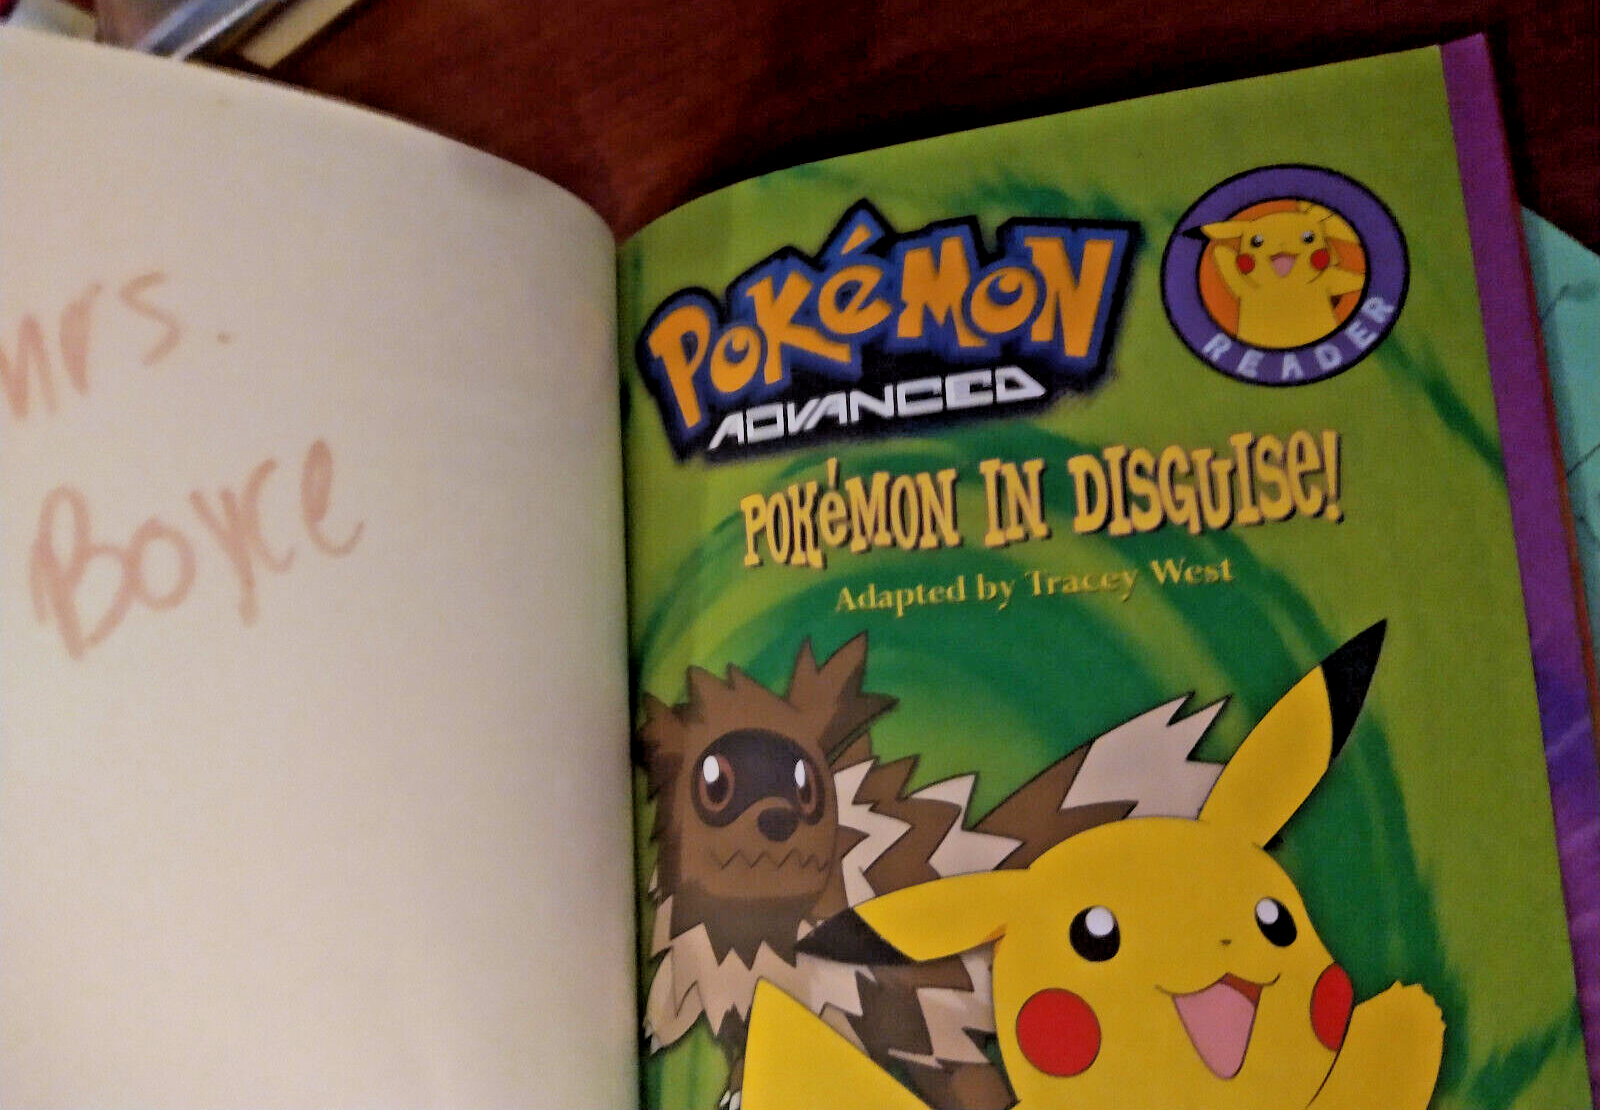 mrs.
Boyce
POKéMON
ADVANCED
READER
POKéMON IN DISGUISe!
Adapted by Tracey West